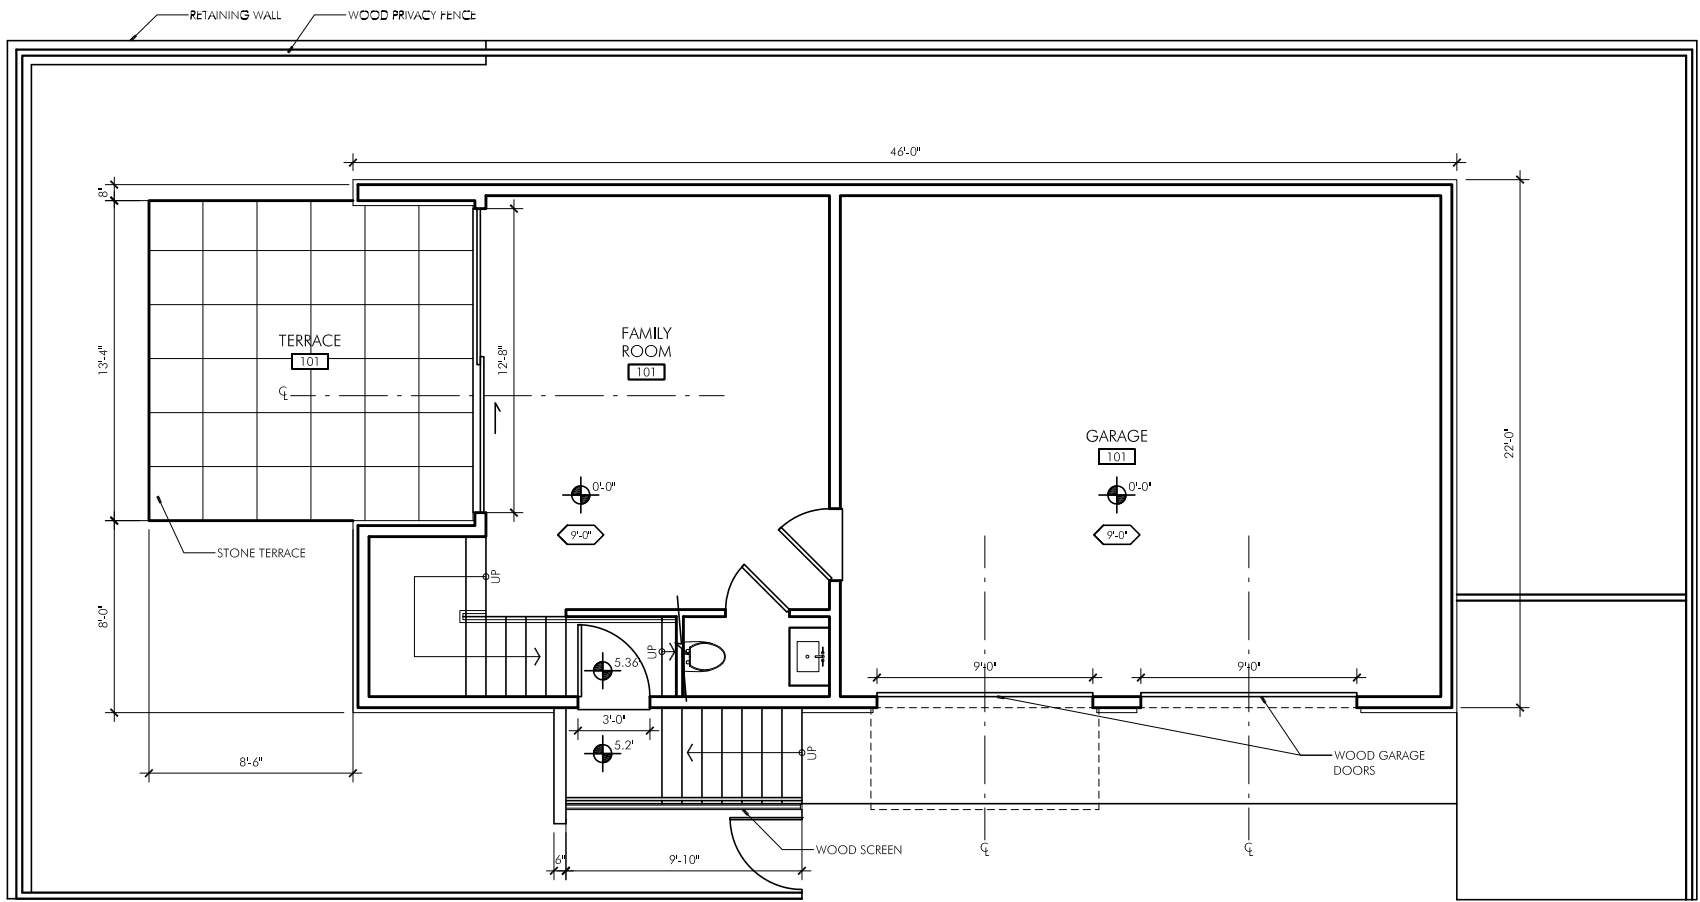 RETAINING WALL
WOOD PRIVACY FENCE
46'-0"
8"
13'-4"
TERRACE
101
℄
12'-8"
FAMILY
ROOM
101
0'-0"
9'-0"
GARAGE
101
0'-0"
9'-0"
22'-0"
STONE TERRACE
UP
8'-0"
UP
5.36'
9'-0"
9'-0"
3'-0"
5.2'
UP
8'-6"
WOOD GARAGE
DOORS
WOOD SCREEN
℄
℄
6"
9'-10"